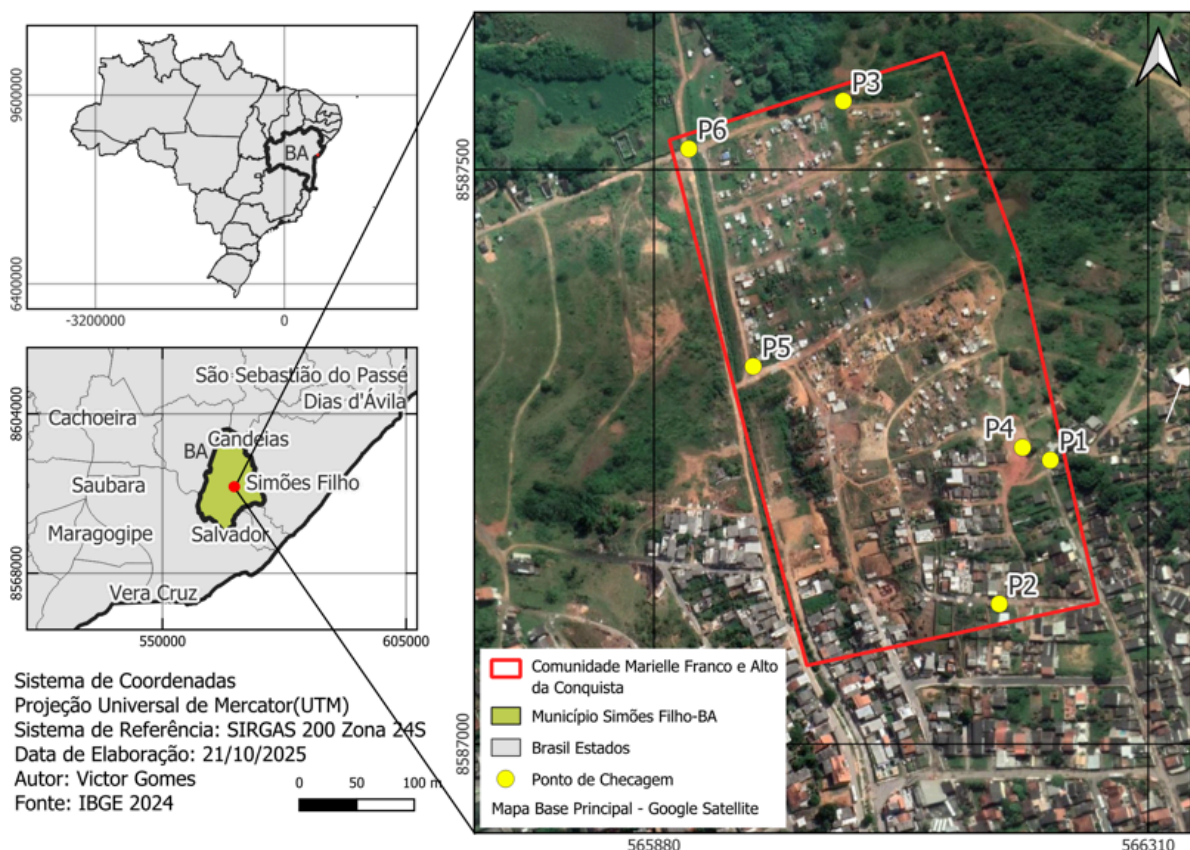 9600000
6400000
-3200000
0
BA
São Sebastião do Passé
Dias d'Ávila
Cachoeira
Candeias
BA
Saubara
Simões Filho
Maragogipe
Salvador
Vera Cruz
8604000
8568000
550000
605000
Sistema de Coordenadas
Projeção Universal de Mercator(UTM)
Sistema de Referência: SIRGAS 200 Zona 24S
Data de Elaboração: 21/10/2025
Autor: Victor Gomes
Fonte: IBGE 2024
0 50 100 m
P3
P6
P5
P4
P1
P2
8587500
8587000
565880
566310
Comunidade Marielle Franco e Alto
da Conquista
Município Simões Filho-BA
Brasil Estados
Ponto de Checagem
Mapa Base Principal - Google Satellite